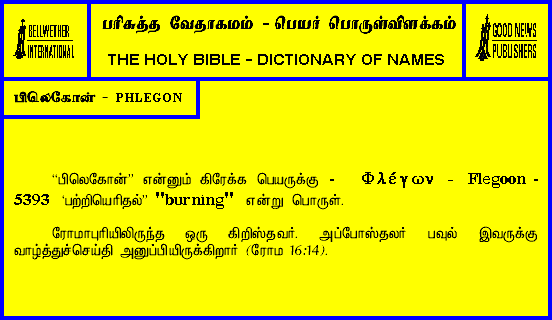 BELLWETHER
INTERNATIONAL
பரிசுத்த வேதாகமம் - பெயர் பொருள்விளக்கம்
THE HOLY BIBLE - DICTIONARY OF NAMES
GOOD NEWS
PUBLISHERS
பிலெகோன் - PHLEGON
“பிலெகோன்” என்னும் கிரேக்க பெயருக்கு - Φλέγων - Flegoon -
5393 ‘பற்றியெரிதல்’ "burning" என்று பொருள்.
ரோமாபுரியிலிருந்த ஒரு கிறிஸ்தவர். அப்போஸ்தலர் பவுல் இவருக்கு
வாழ்த்துச்செய்தி அனுப்பியிருக்கிறார் (ரோம 16:14).